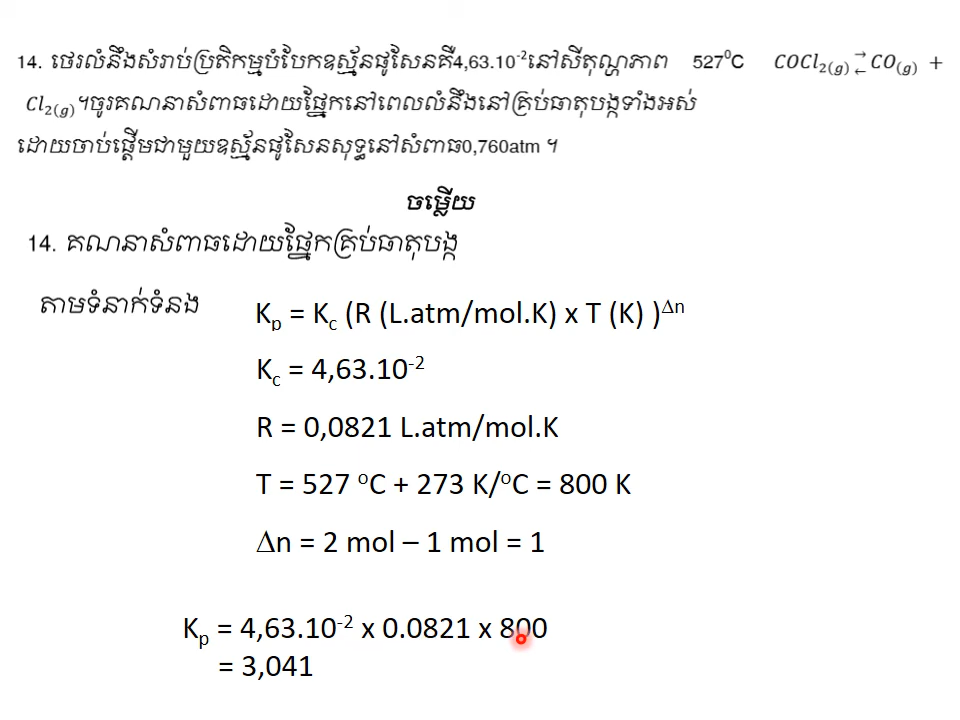 14. ថេរលំនឹងសំរាប់ប្រតិកម្មបំបែកឧស្ម័នផូសែនគឺ4,63.10⁻²នៅសីតុណ្ហភាព 527⁰C COCl₂₍g₎ ⇄ CO₍g₎ +
Cl₂₍g₎។ចូរគណនាសំពាធដោយផ្នែកនៅពេលលំនឹងនៅគ្រប់ធាតុបង្កទាំងអស់
ដោយចាប់ផ្តើមជាមួយឧស្ម័នផូសែនសុទ្ធនៅសំពាធ0,760atm ។
ចម្លើយ
14. គណនាសំពាធដោយផ្នែកគ្រប់ធាតុបង្ក
តាមទំនាក់ទំនង Kₚ = K꜀ (R (L.atm/mol.K) x T (K) )^Δn
K꜀ = 4,63.10⁻²
R = 0,0821 L.atm/mol.K
T = 527 ᵒC + 273 K/ᵒC = 800 K
Δn = 2 mol – 1 mol = 1
Kₚ = 4,63.10⁻² x 0.0821 x 800
= 3,041